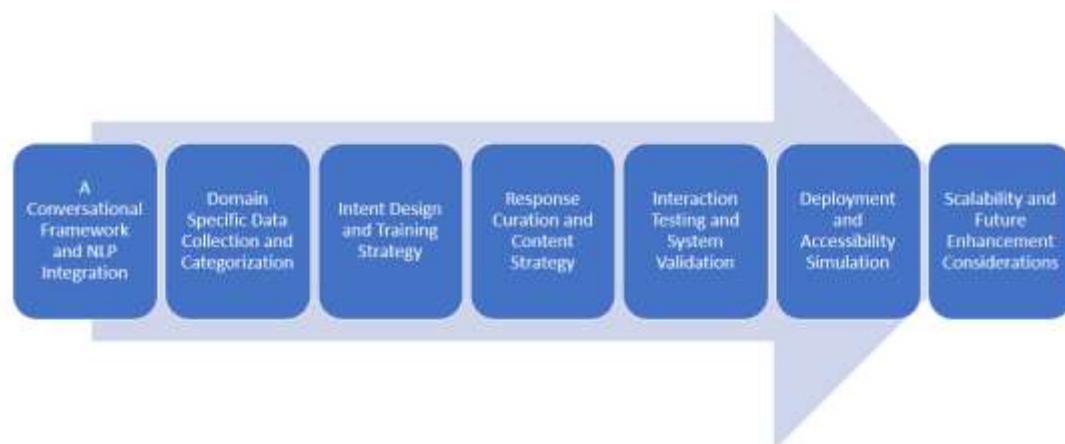 A
Conversational
Framework
and NLP
Integration
Domain
Specific Data
Collection and
Categorization
Intent Design
and Training
Strategy
Response
Curation and
Content
Strategy
Interaction
Testing and
System
Validation
Deployment
and
Accessibility
Simulation
Scalability and
Future
Enhancement
Considerations